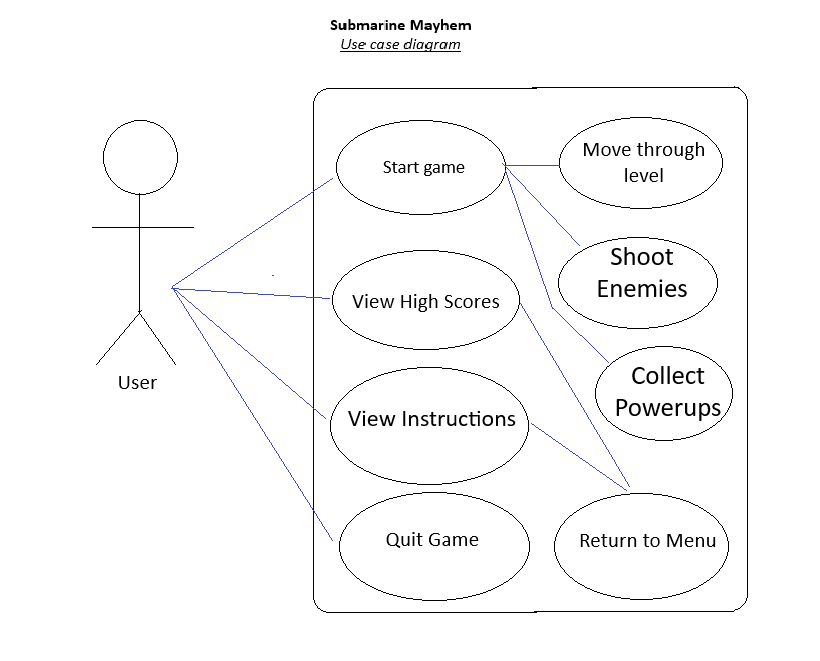 Submarine Mayhem
Use case diagram
Start game
Move through
level
Shoot
Enemies
View High Scores
Collect
Powerups
User
View Instructions
Quit Game
Return to Menu